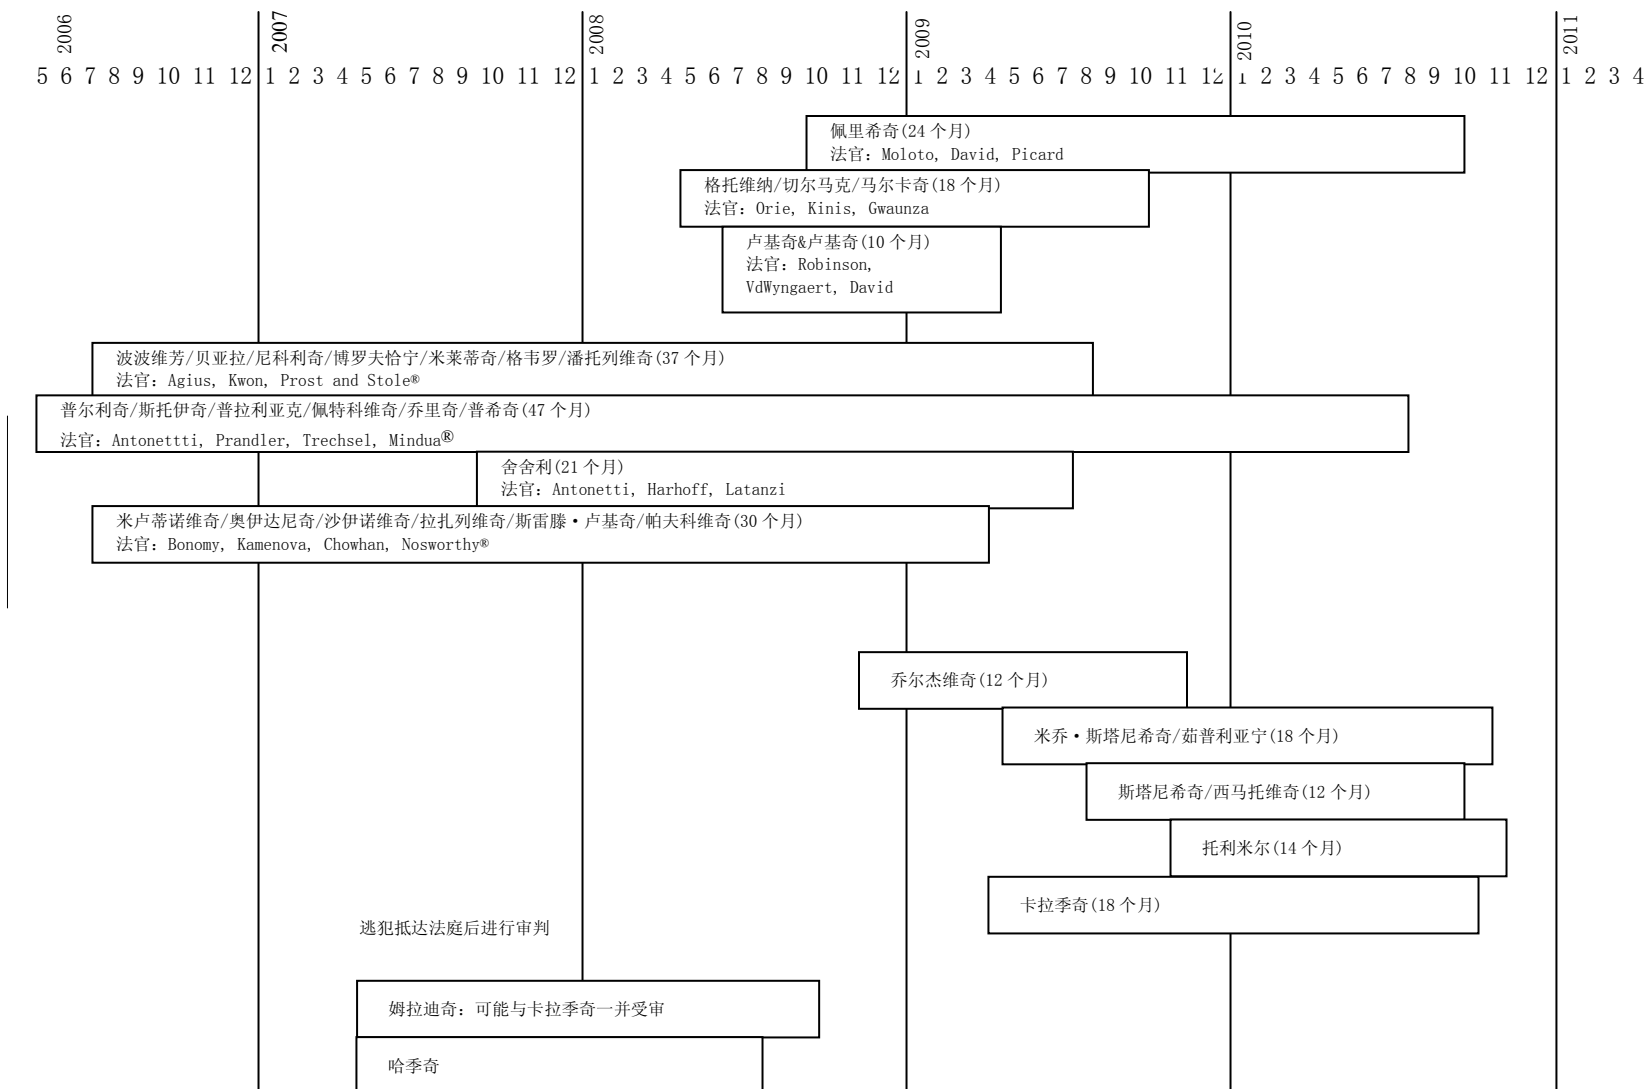 2006 2007 2008 2009 2010 2011
5 6 7 8 9 10 11 12 1 2 3 4 5 6 7 8 9 10 11 12 1 2 3 4 5 6 7 8 9 10 11 12 1 2 3 4 5 6 7 8 9 10 11 12 1 2 3 4 5 6 7 8 9 10 11 12 1 2 3 4
佩里希奇(24 个月)
法官：Moloto, David, Picard
格托维纳/切尔马克/马尔卡奇(18 个月)
法官：Orie, Kinis, Gwaunza
卢基奇&卢基奇(10 个月)
法官：Robinson,
VdWyngaert, David
波波维芳/贝亚拉/尼科利奇/博罗夫恰宁/米莱蒂奇/格韦罗/潘托列维奇(37 个月)
法官：Agius, Kwon, Prost and Stole®
普尔利奇/斯托伊奇/普拉利亚克/佩特科维奇/乔里奇/普希奇(47 个月)
法官：Antonettti, Prandler, Trechsel, Mindua®
舍舍利(21 个月)
法官：Antonetti, Harhoff, Latanzi
米卢蒂诺维奇/奥伊达尼奇/沙伊诺维奇/拉扎列维奇/斯雷滕·卢基奇/帕夫科维奇(30 个月)
法官：Bonomy, Kamenova, Chowhan, Nosworthy®
乔尔杰维奇(12 个月)
米乔·斯塔尼希奇/茹普利亚宁(18 个月)
斯塔尼希奇/西马托维奇(12 个月)
托利米尔(14 个月)
卡拉季奇(18 个月)
逃犯抵达法庭后进行审判
姆拉迪奇：可能与卡拉季奇一并受审
哈季奇